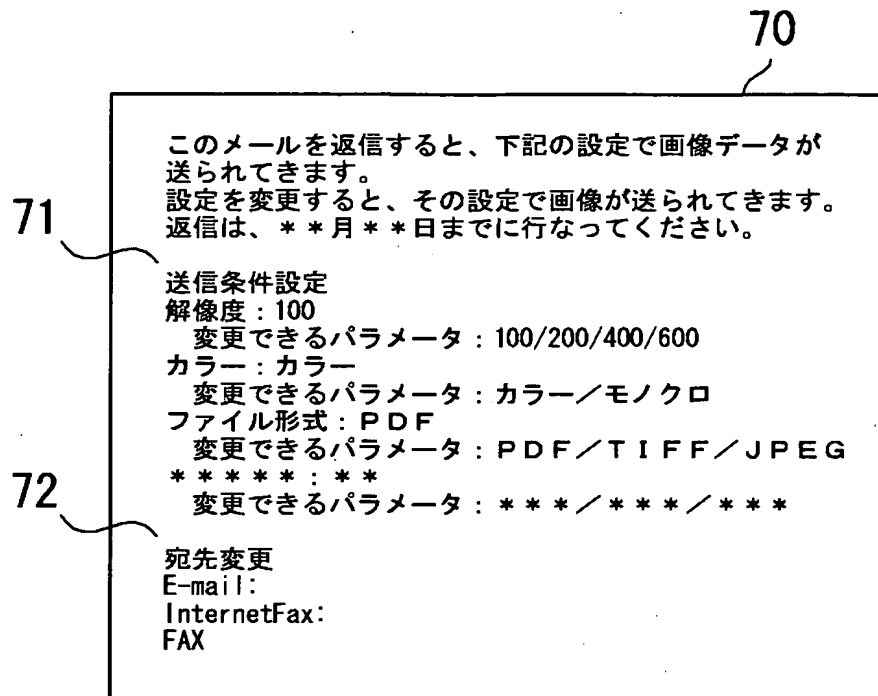 70
このメールを返信すると、下記の設定で画像データが
送られてきます。
設定を変更すると、その設定で画像が送られてきます。
返信は、＊＊月＊＊日までに行なってください。
71
送信条件設定
解像度：100
変更できるパラメータ：100/200/400/600
カラー：カラー
変更できるパラメータ：カラー／モノクロ
ファイル形式：ＰＤＦ
変更できるパラメータ：ＰＤＦ／ＴＩＦＦ／ＪＰＥＧ
＊＊＊＊＊：＊＊
変更できるパラメータ：＊＊＊／＊＊＊／＊＊＊
72
宛先変更
E-mail:
InternetFax:
FAX